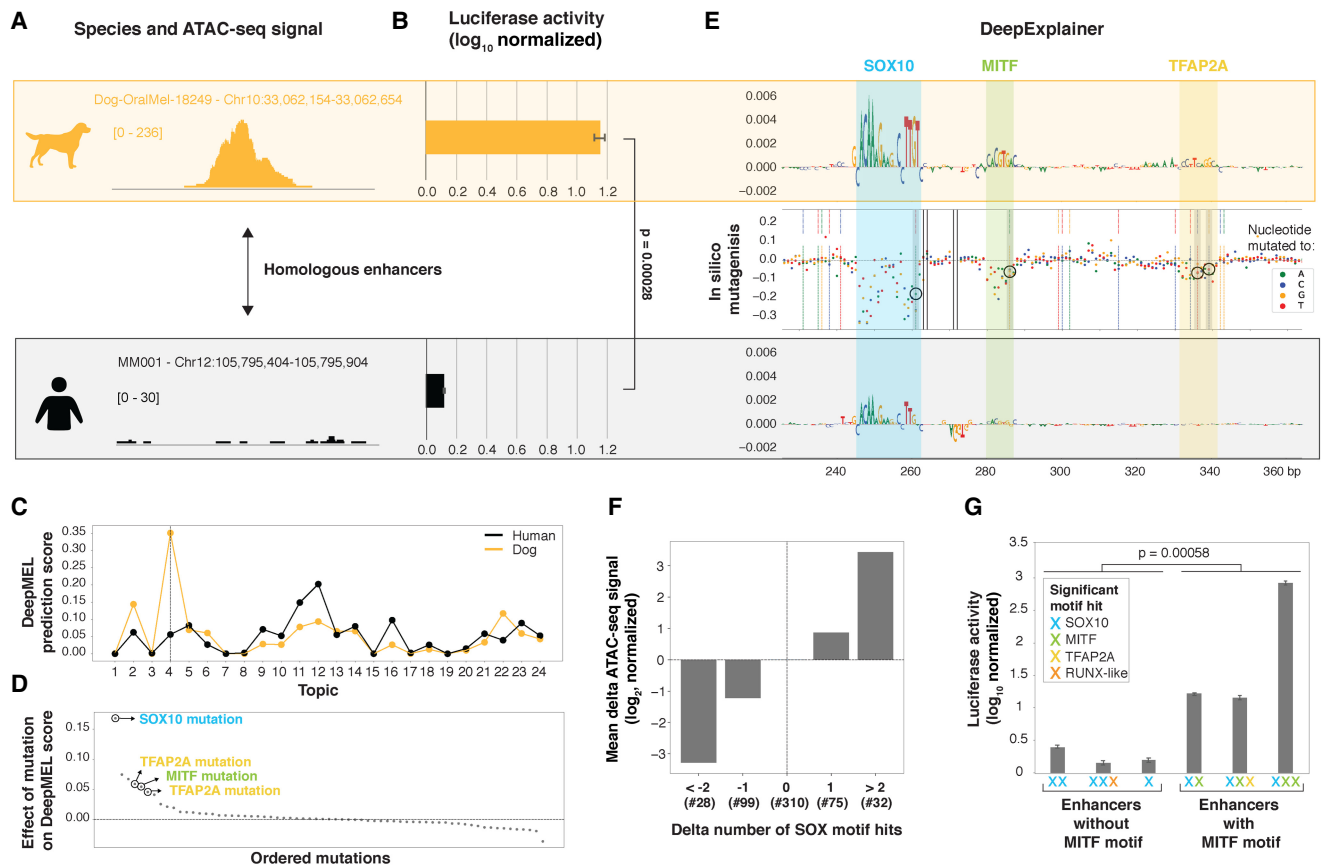 A
Species and ATAC-seq signal
B
Luciferase activity
(log10 normalized)
E
DeepExplainer
SOX10
MITF
TFAP2A
Dog-OralMel-18249 - Chr10:33,062,154-33,062,654
[0 - 236]
0.0 0.2 0.4 0.6 0.8 1.0 1.2
0.006
0.004
0.002
0.000
−0.002
Homologous enhancers
p = 0.00028
In silico
mutagenisis
0.2
0.1
0.0
−0.1
−0.2
−0.3
Nucleotide
mutated to:
A
C
G
T
MM001 - Chr12:105,795,404-105,795,904
[0 - 30]
0.0 0.2 0.4 0.6 0.8 1.0 1.2
0.006
0.004
0.002
0.000
−0.002
240 260 280 300 320 340 360 bp
C
DeepMEL
prediction score
0.35
0.30
0.25
0.20
0.15
0.10
0.05
0.00
Human
Dog
1 2 3 4 5 6 7 8 9 10 11 12 13 14 15 16 17 18 19 20 21 22 23 24
Topic
D
Effect of mutation
on DeepMEL score
0.15
0.10
0.05
0.00
SOX10 mutation
TFAP2A mutation
MITF mutation
TFAP2A mutation
Ordered mutations
F
Mean delta ATAC-seq signal
(log2, normalized)
3
2
1
0
−1
−2
−3
< -2 -1 0 1 > 2
(#28) (#99) (#310) (#75) (#32)
Delta number of SOX motif hits
G
Luciferase activity
(log10 normalized)
3.5
3
2.5
2
1.5
1
0.5
0
p = 0.00058
Significant
motif hit
X SOX10
X MITF
X TFAP2A
X RUNX-like
XX XXX X XX XXX XXX
Enhancers
without
MITF motif
Enhancers
with
MITF motif